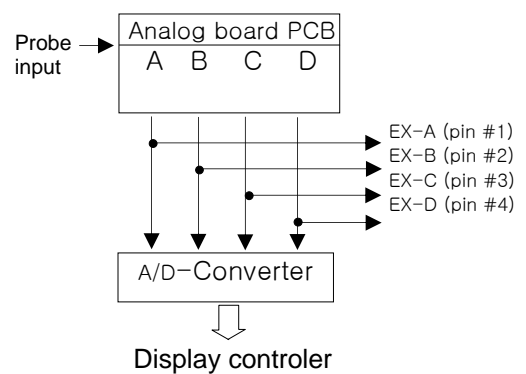 Analog board PCB
Probe
input
A B C D
EX-A (pin #1)
EX-B (pin #2)
EX-C (pin #3)
EX-D (pin #4)
A/D-Converter
Display controler